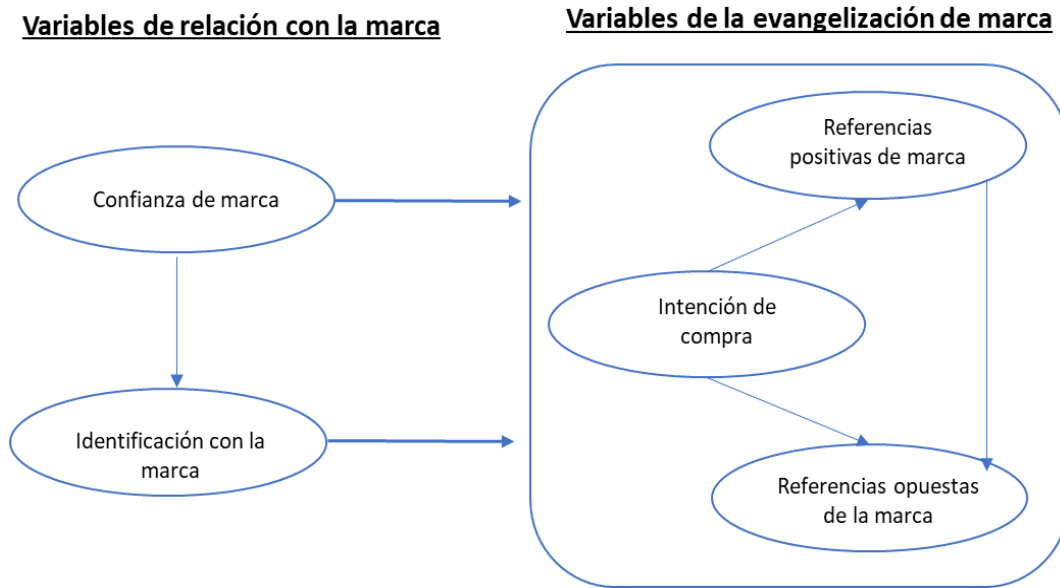 Variables de relación con la marca
Variables de la evangelización de marca
Confianza de marca
Identificación con la
marca
Referencias
positivas de marca
Intención de
compra
Referencias opuestas
de la marca